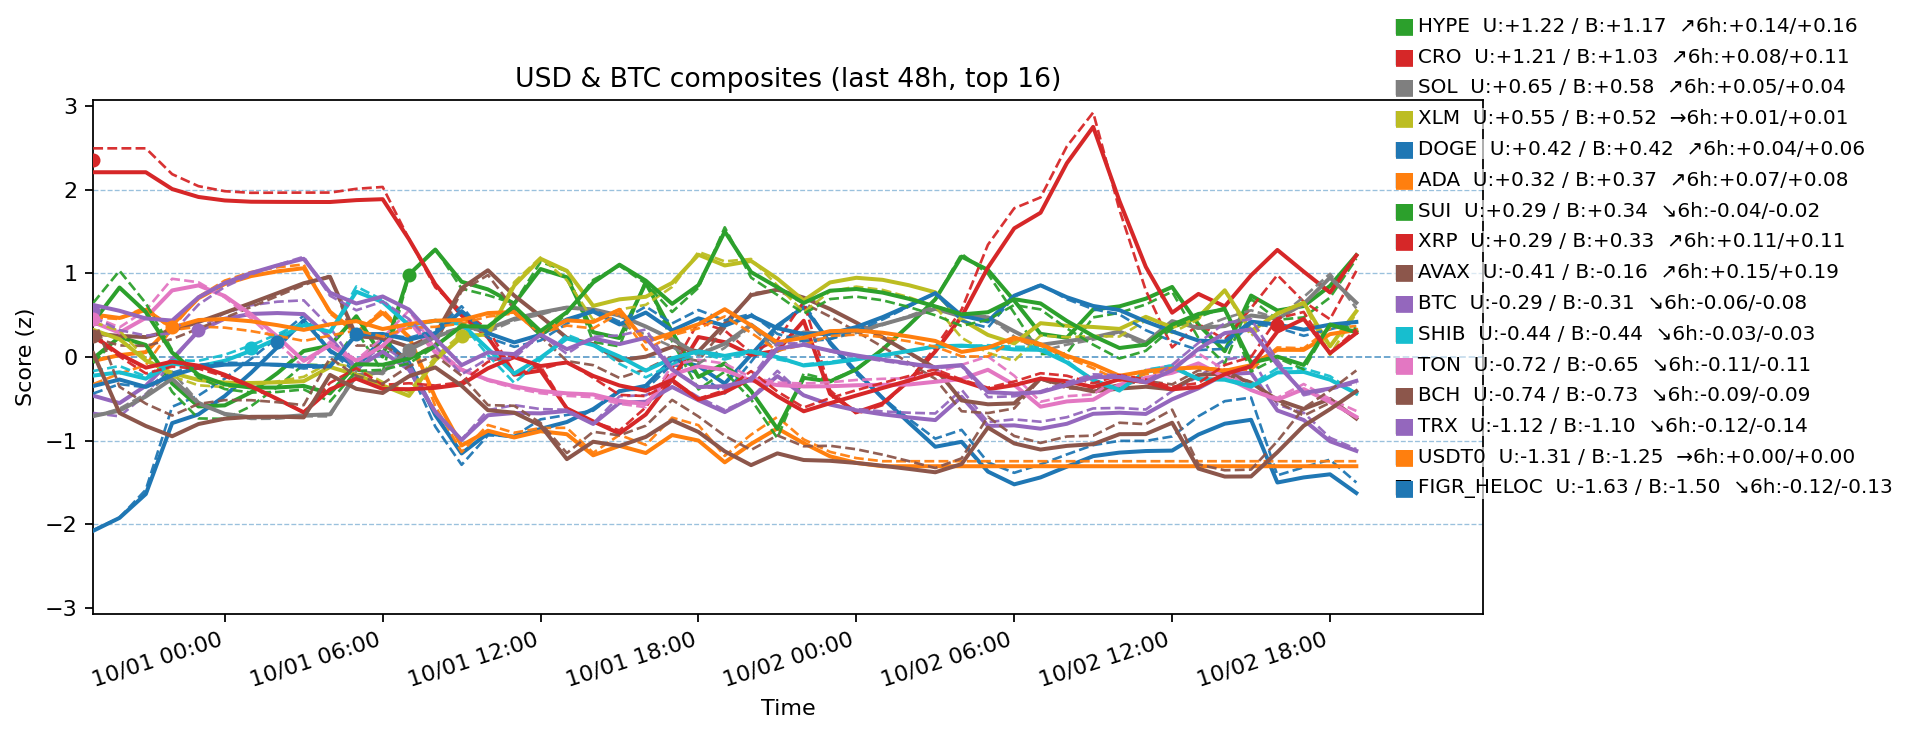 HYPE  U:+1.22 / B:+1.17  ↗6h:+0.14/+0.16
CRO  U:+1.21 / B:+1.03  ↗6h:+0.08/+0.11
SOL  U:+0.65 / B:+0.58  ↗6h:+0.05/+0.04
XLM  U:+0.55 / B:+0.52  →6h:+0.01/+0.01
DOGE  U:+0.42 / B:+0.42  ↗6h:+0.04/+0.06
ADA  U:+0.32 / B:+0.37  ↗6h:+0.07/+0.08
SUI  U:+0.29 / B:+0.34  ↘6h:-0.04/-0.02
XRP  U:+0.29 / B:+0.33  ↗6h:+0.11/+0.11
AVAX  U:-0.41 / B:-0.16  ↗6h:+0.15/+0.19
BTC  U:-0.29 / B:-0.31  ↘6h:-0.06/-0.08
SHIB  U:-0.44 / B:-0.44  ↘6h:-0.03/-0.03
TON  U:-0.72 / B:-0.65  ↘6h:-0.11/-0.11
BCH  U:-0.74 / B:-0.73  ↘6h:-0.09/-0.09
TRX  U:-1.12 / B:-1.10  ↘6h:-0.12/-0.14
USDT0  U:-1.31 / B:-1.25  →6h:+0.00/+0.00
FIGR_HELOC  U:-1.63 / B:-1.50  ↘6h:-0.12/-0.13
USD & BTC composites (last 48h, top 16)
Score (z)
3
2
1
0
−1
−2
−3
10/01 00:00
10/01 06:00
10/01 12:00
10/01 18:00
10/02 00:00
10/02 06:00
10/02 12:00
10/02 18:00
Time